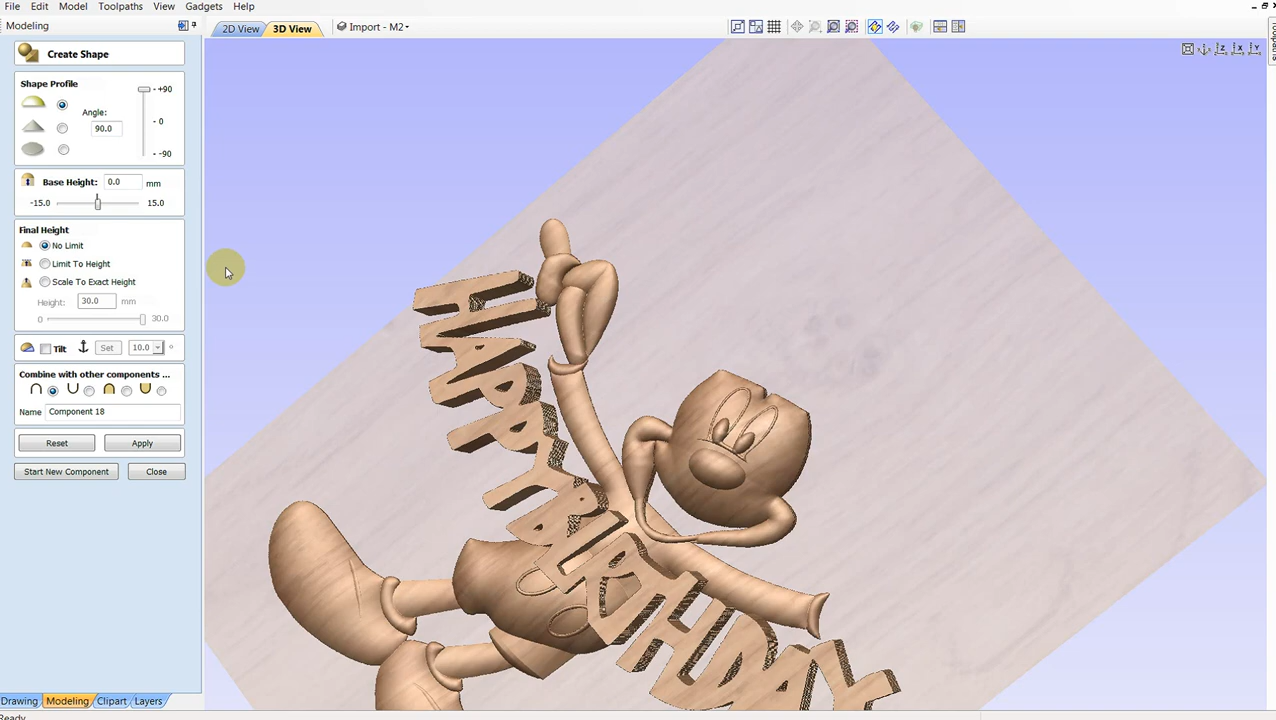 File Edit Model Toolpaths View Gadgets Help
Modeling
2D View 3D View Import - M2
Create Shape
Shape Profile
+90
Angle:
90.0
0
-90
Base Height: 0.0 mm
-15.0 15.0
Final Height
No Limit
Limit To Height
Scale To Exact Height
Height: 30.0 mm
0 30.0
Tilt Set 10.0 °
Combine with other components ...
Name Component 18
Reset Apply
Start New Component Close
HAPPY
BIRTHDAY
Drawing Modeling Clipart Layers
Ready